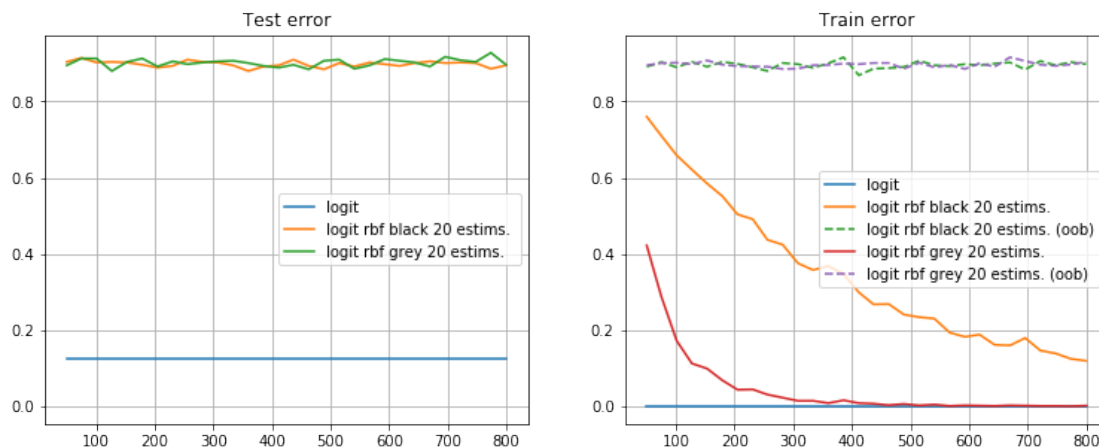 Test error
0.8
0.6
0.4
0.2
0.0
100 200 300 400 500 600 700 800
logit
logit rbf black 20 estims.
logit rbf grey 20 estims.
Train error
0.8
0.6
0.4
0.2
0.0
100 200 300 400 500 600 700 800
logit
logit rbf black 20 estims.
logit rbf black 20 estims. (oob)
logit rbf grey 20 estims.
logit rbf grey 20 estims. (oob)